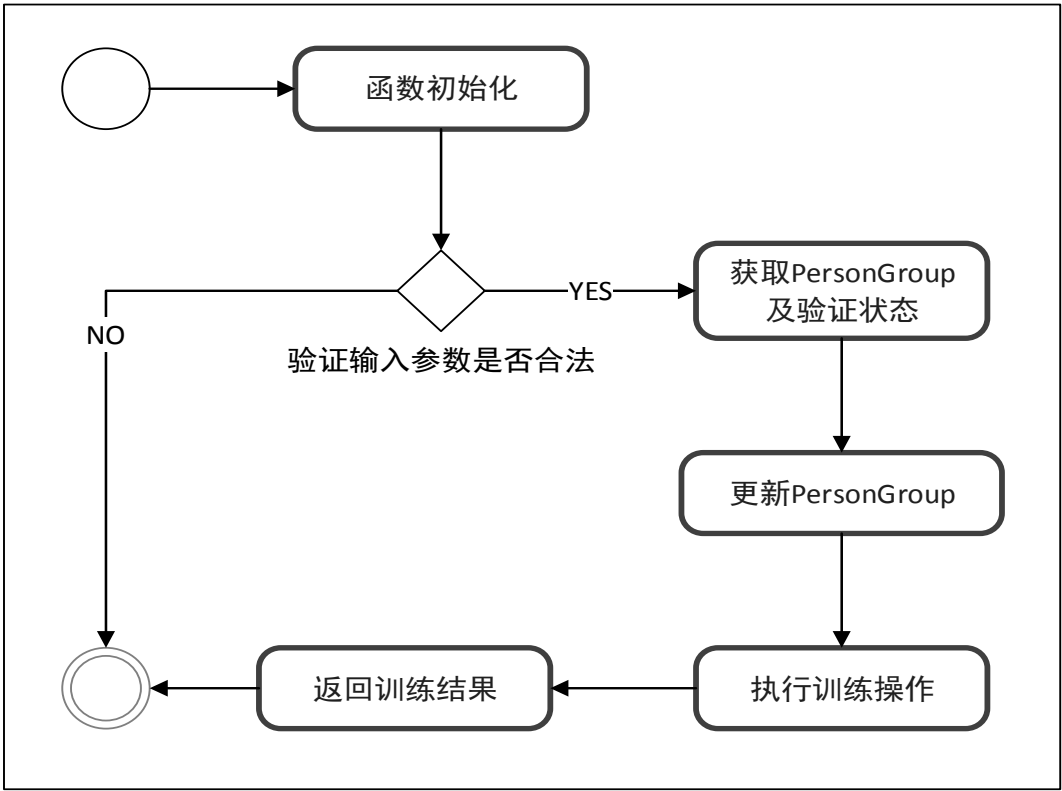 函数初始化
YES
获取PersonGroup
及验证状态
NO
验证输入参数是否合法
更新PersonGroup
返回训练结果
执行训练操作